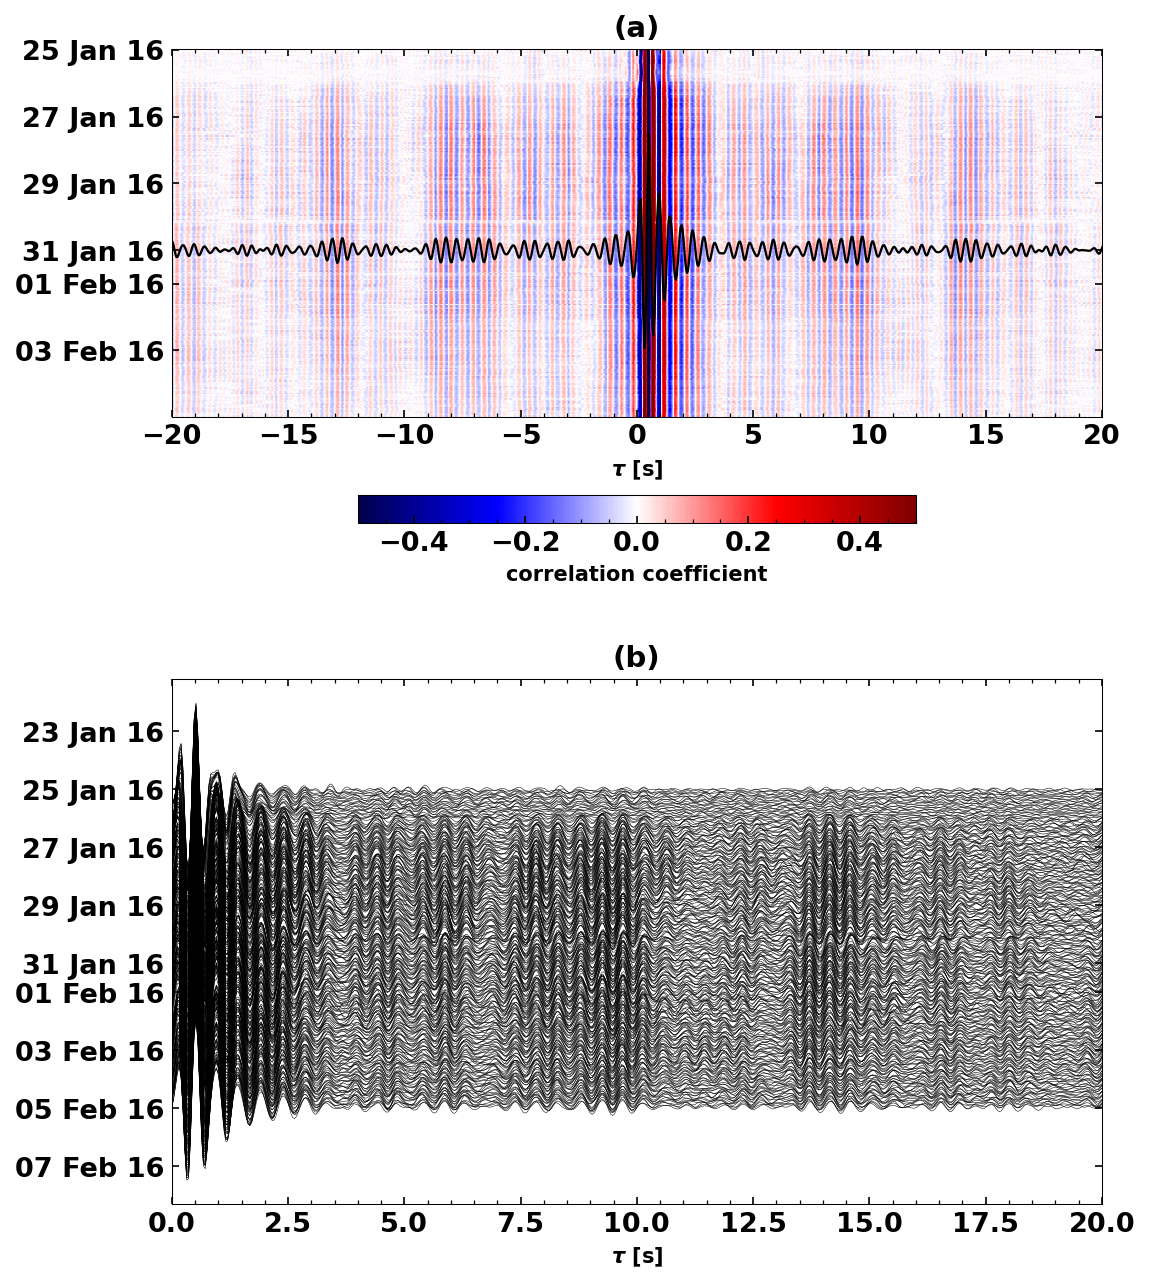 (a)
25 Jan 16
27 Jan 16
29 Jan 16
31 Jan 16
01 Feb 16
03 Feb 16
−20 −15 −10 −5 0 5 10 15 20
τ [s]
−0.4 −0.2 0.0 0.2 0.4
correlation coefficient
(b)
23 Jan 16
25 Jan 16
27 Jan 16
29 Jan 16
31 Jan 16
01 Feb 16
03 Feb 16
05 Feb 16
07 Feb 16
0.0 2.5 5.0 7.5 10.0 12.5 15.0 17.5 20.0
τ [s]